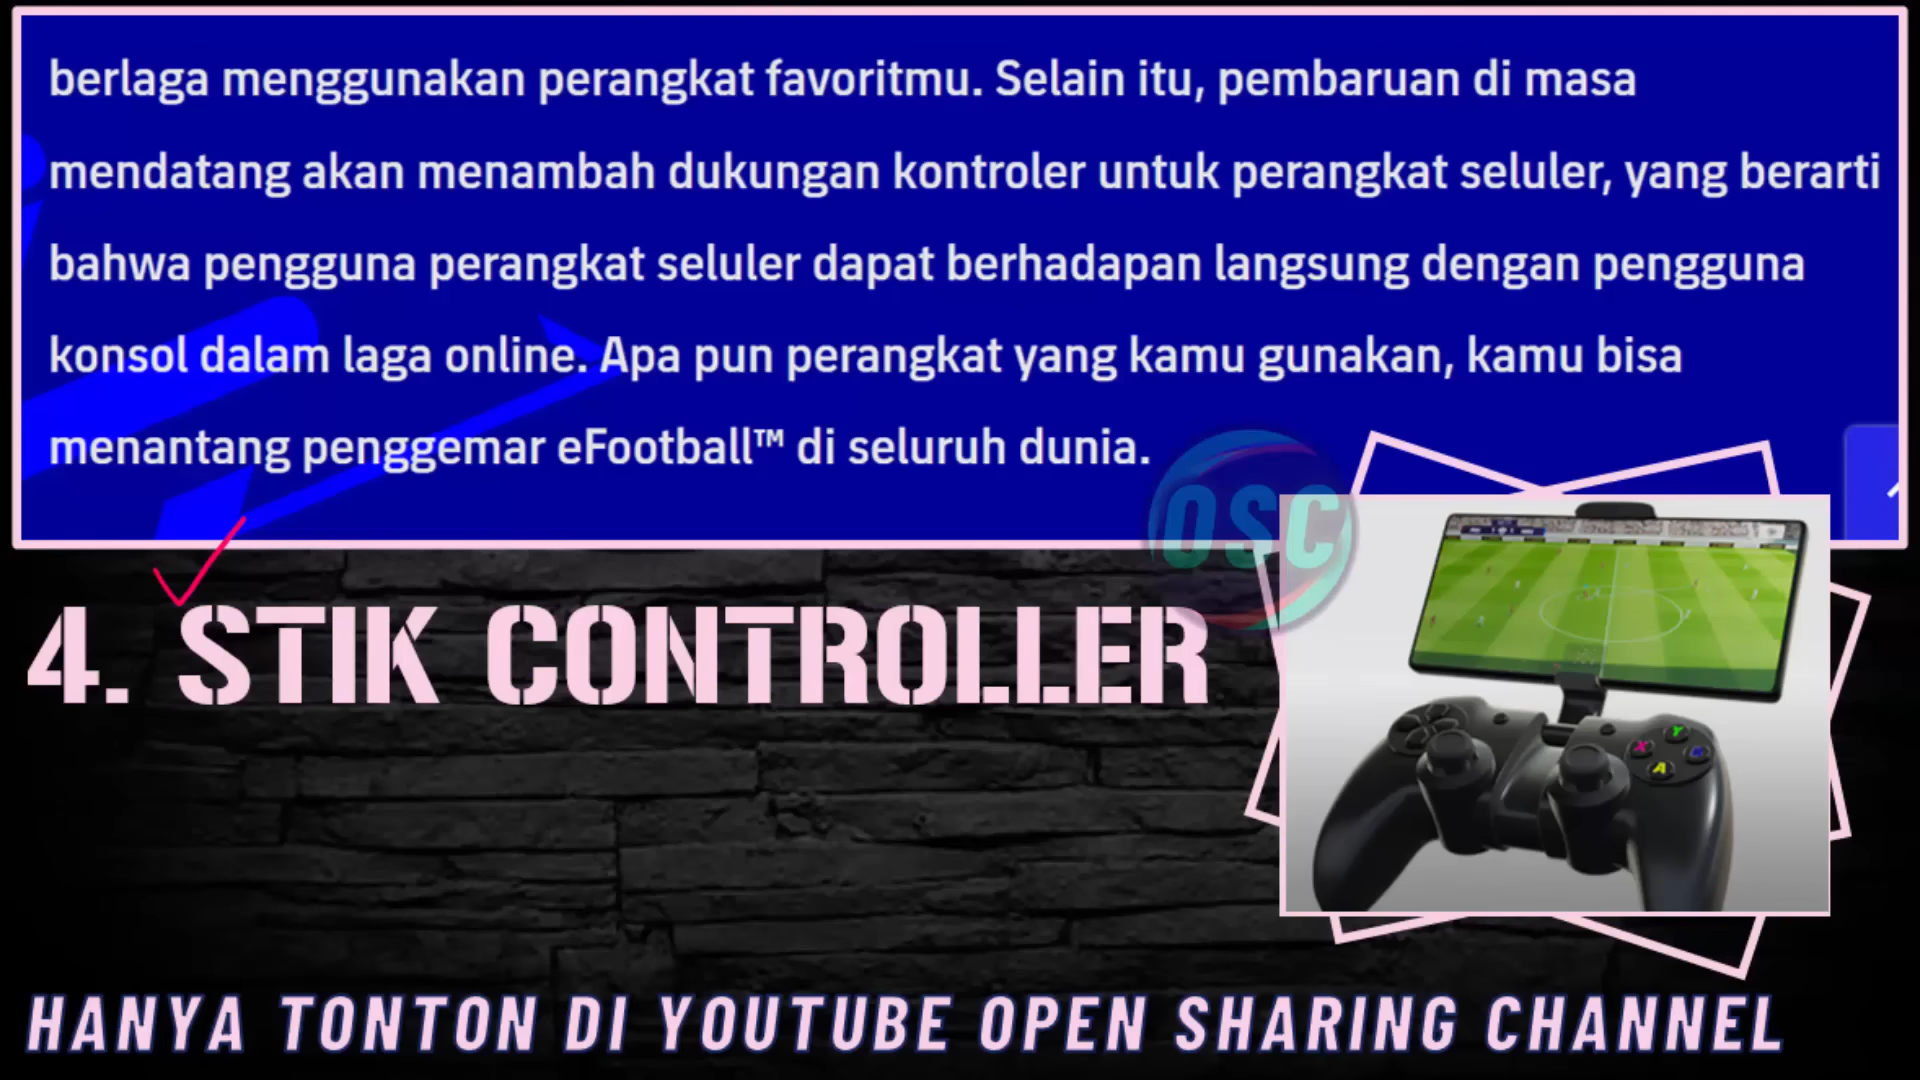 berlaga menggunakan perangkat favoritmu. Selain itu, pembaruan di masa
mendatang akan menambah dukungan kontroler untuk perangkat seluler, yang berarti
bahwa pengguna perangkat seluler dapat berhadapan langsung dengan pengguna
konsol dalam laga online. Apa pun perangkat yang kamu gunakan, kamu bisa
menantang penggemar eFootball™ di seluruh dunia.
OSC
4. STIK CONTROLLER
Y
X
A
HANYA TONTON DI YOUTUBE OPEN SHARING CHANNEL